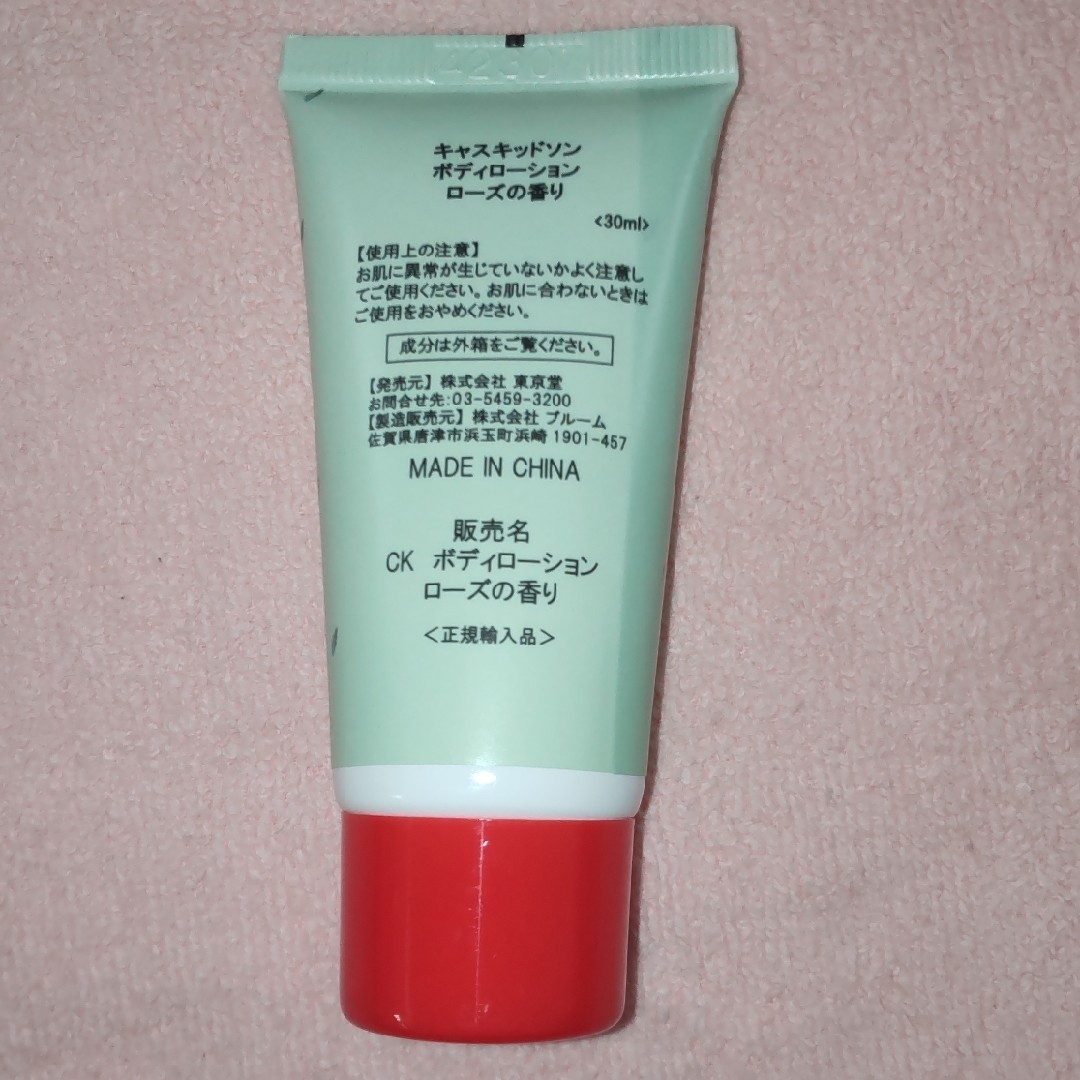 キャスキッドソン
ボディローション
ローズの香り
<30ml>
【使用上の注意】
お肌に異常が生じていないかよく注意し
てご使用ください。お肌に合わないときは
ご使用をおやめください。
成分は外箱をご覧ください。
【発売元】株式会社 東京堂
お問合せ先:03-5459-3200
【製造販売元】株式会社 ブルーム
佐賀県唐津市浜玉町浜崎 1901-457
MADE IN CHINA
販売名
CK ボディローション
ローズの香り
<正規輸入品>